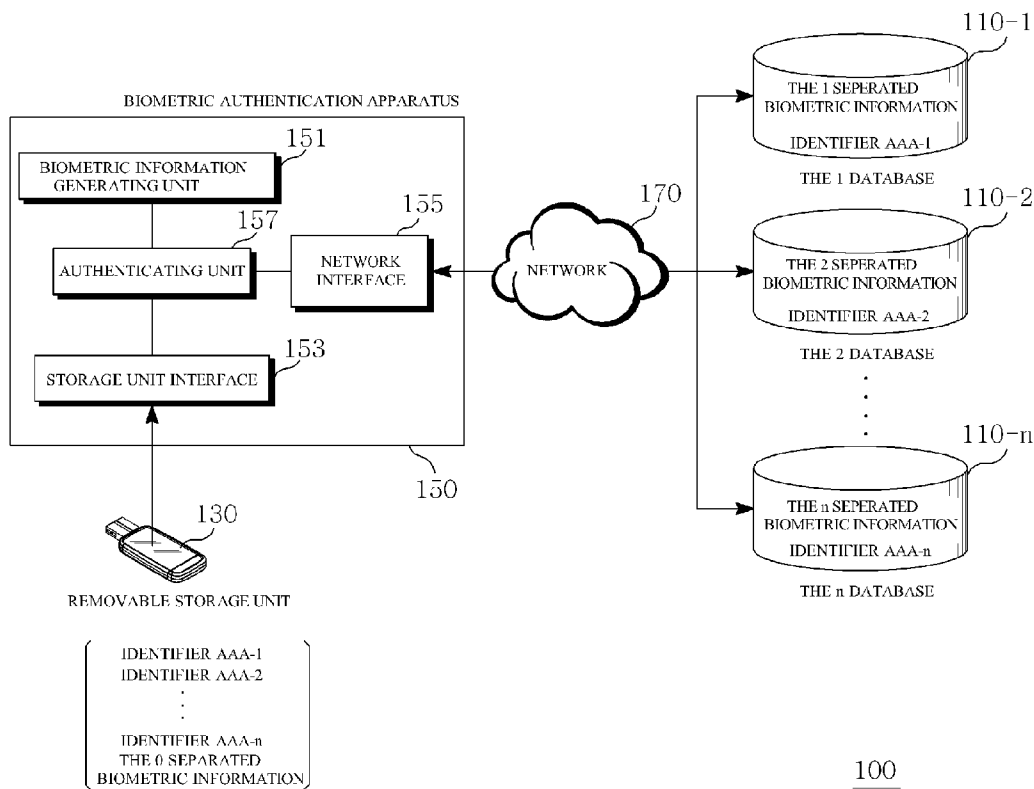 BIOMETRIC AUTHENTICATION APPARATUS
151
BIOMETRIC INFORMATION
GENERATING UNIT
157
AUTHENTICATING UNIT
155
NETWORK
INTERFACE
153
STORAGE UNIT INTERFACE
150
130
REMOVABLE STORAGE UNIT
IDENTIFIER AAA-1
IDENTIFIER AAA-2
IDENTIFIER AAA-n
THE 0 SEPARATED
BIOMETRIC INFORMATION
170
NETWORK
110-1
THE 1 SEPERATED
BIOMETRIC INFORMATION
IDENTIFIER AAA-1
THE 1 DATABASE
110-2
THE 2 SEPERATED
BIOMETRIC INFORMATION
IDENTIFIER AAA-2
THE 2 DATABASE
110-n
THE n SEPERATED
BIOMETRIC INFORMATION
IDENTIFIER AAA-n
THE n DATABASE
100